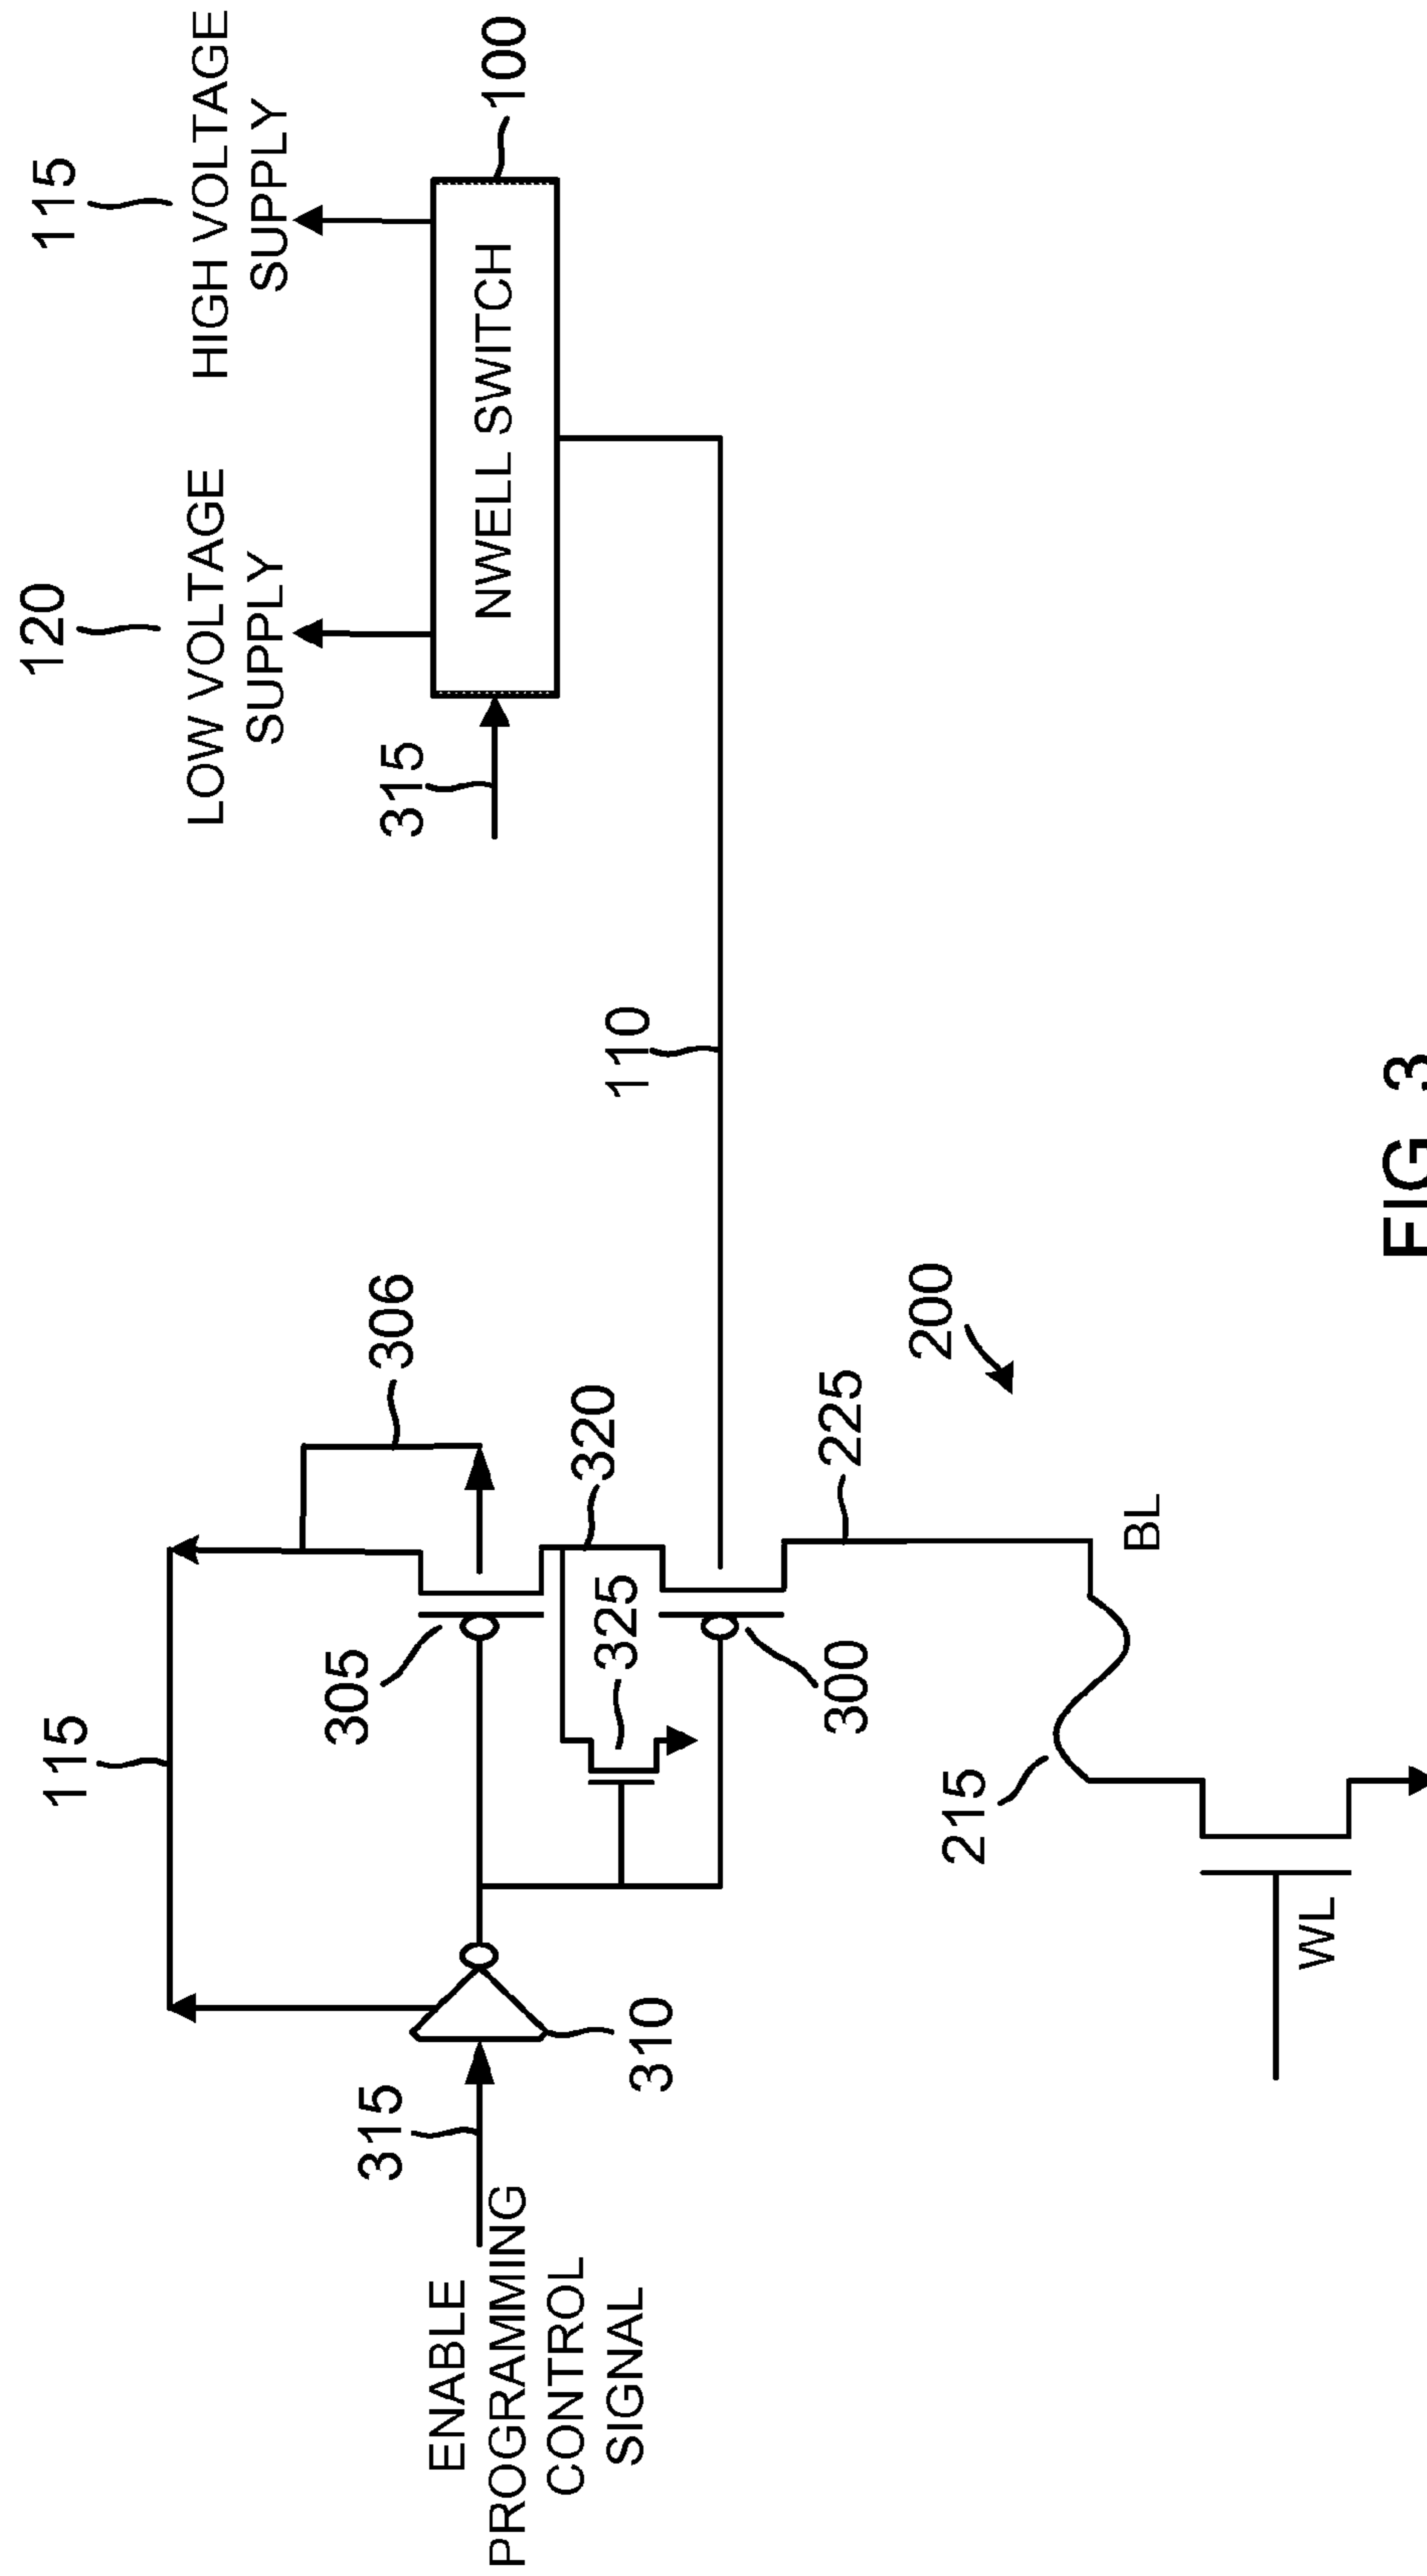 115
120
115
LOW VOLTAGE
SUPPLY
HIGH VOLTAGE
SUPPLY
306
305
315
315
NWELL SWITCH
100
ENABLE
PROGRAMMING
CONTROL
SIGNAL
310
325
320
110
300
225
200
215
BL
WL
FIG. 3